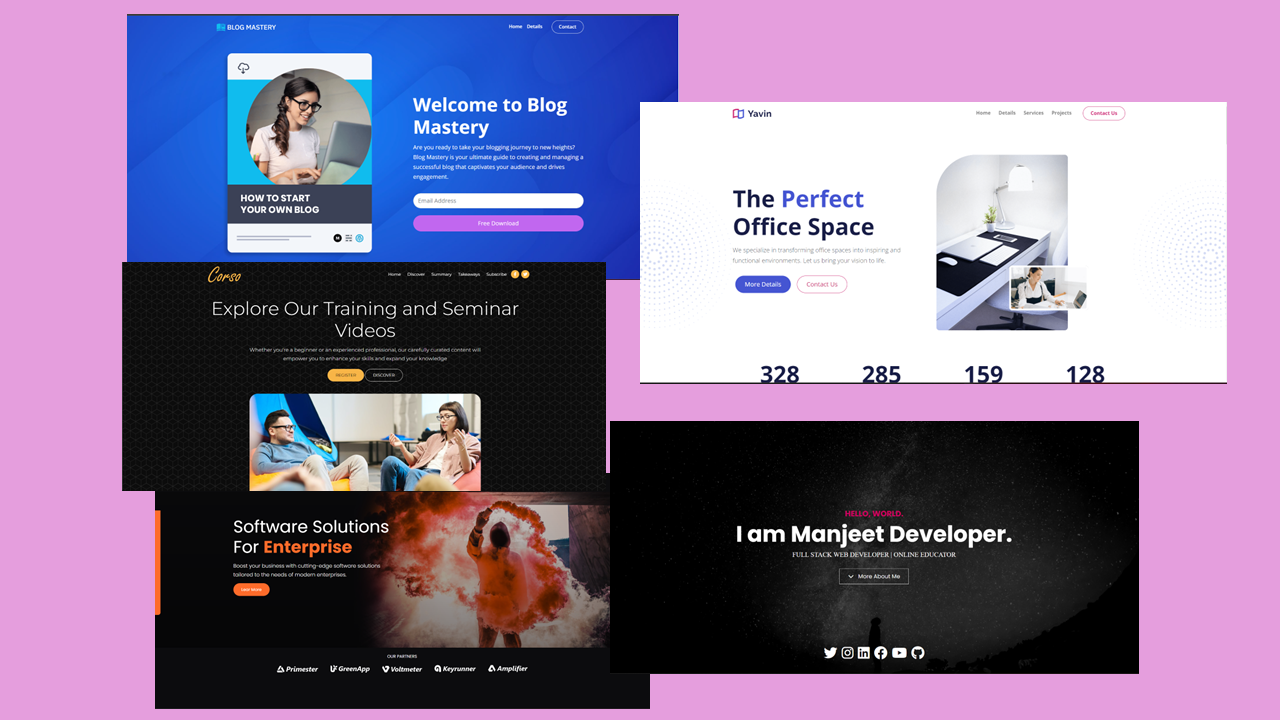 BLOG MASTERY
Home Details Contact
HOW TO START
YOUR OWN BLOG
Welcome to Blog
Mastery
Are you ready to take your blogging journey to new heights?
Blog Mastery is your ultimate guide to creating and managing a
successful blog that captivates your audience and drives
engagement.
Email Address
Free Download
Yavin
Home Details Services Projects Contact Us
The Perfect
Office Space
We specialize in transforming office spaces into inspiring and
functional environments. Let us bring your vision to life.
More Details Contact Us
328 285 159 128
Corso
Home Discover Summary Takeaways Subscribe
Explore Our Training and Seminar
Videos
Whether you're a beginner or an experienced professional, our carefully curated content will
empower you to enhance your skills and expand your knowledge
REGISTER DISCOVER
Software Solutions
For Enterprise
Boost your business with cutting-edge software solutions
tailored to the needs of modern enterprises.
OUR PARTNERS
Primester GreenApp Voltmeter Keyrunner Amplifier
HELLO, WORLD.
I am Manjeet Developer.
FULL STACK WEB DEVELOPER | ONLINE EDUCATOR
More About Me